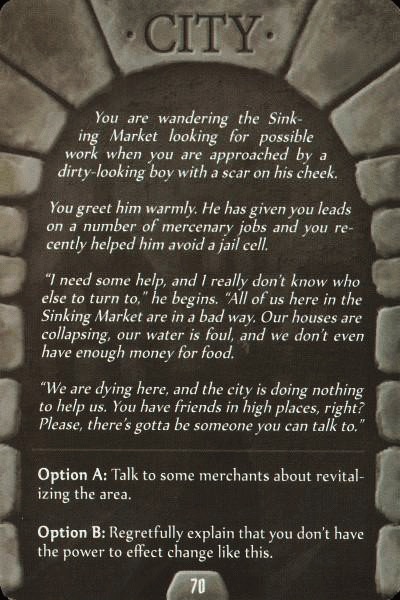 · CITY ·
You are wandering the Sink-
ing Market looking for possible
work when you are approached by a
dirty-looking boy with a scar on his cheek.
You greet him warmly. He has given you leads
on a number of mercenary jobs and you re-
cently helped him avoid a jail cell.
“I need some help, and I really don’t know who
else to turn to,” he begins. “All of us here in the
Sinking Market are in a bad way. Our houses are
collapsing, our water is foul, and we don’t even
have enough money for food.
“We are dying here, and the city is doing nothing
to help us. You have friends in high places, right?
Please, there’s gotta be someone you can talk to.”
Option A: Talk to some merchants about revital-
izing the area.
Option B: Regretfully explain that you don’t have
the power to effect change like this.
70